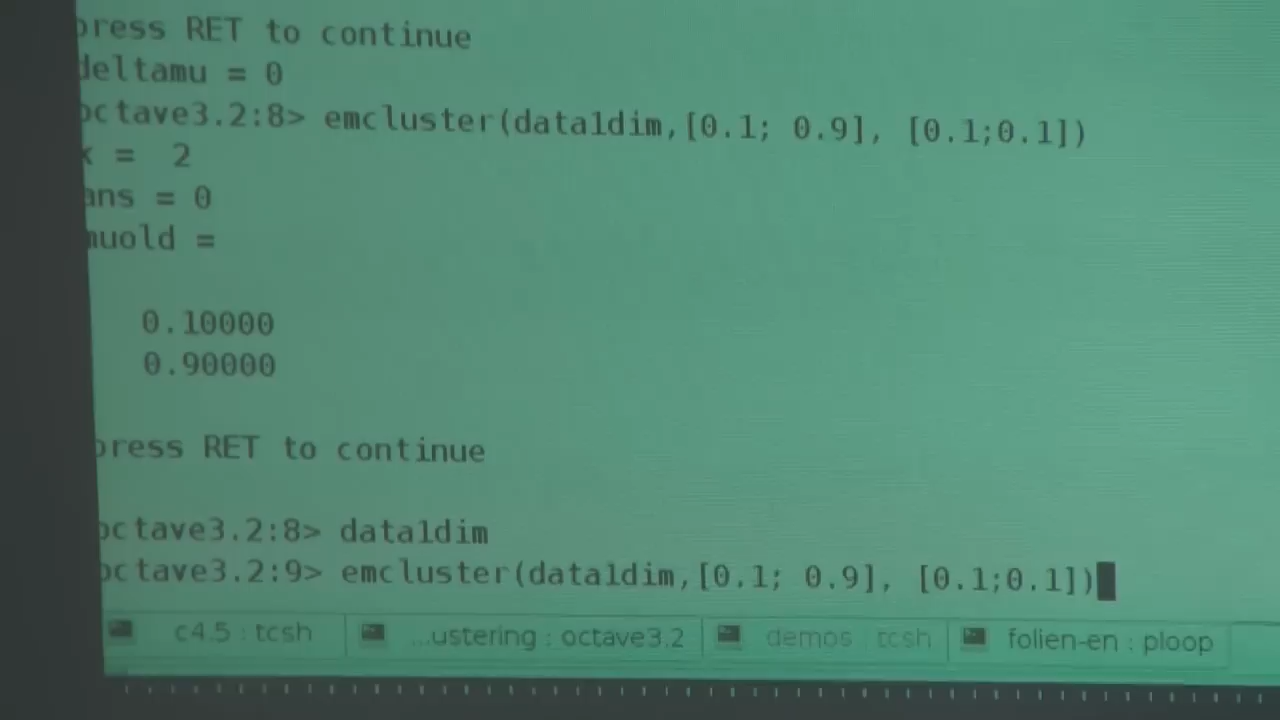 press RET to continue
deltamu = 0
octave3.2:8> emcluster(data1dim,[0.1; 0.9], [0.1;0.1])
k =  2
ans = 0
muold =
0.10000
0.90000
press RET to continue
octave3.2:8> data1dim
octave3.2:9> emcluster(data1dim,[0.1; 0.9], [0.1;0.1])
c4.5 : tcsh
...ustering : octave3.2
demos : tcsh
folien-en : ploop